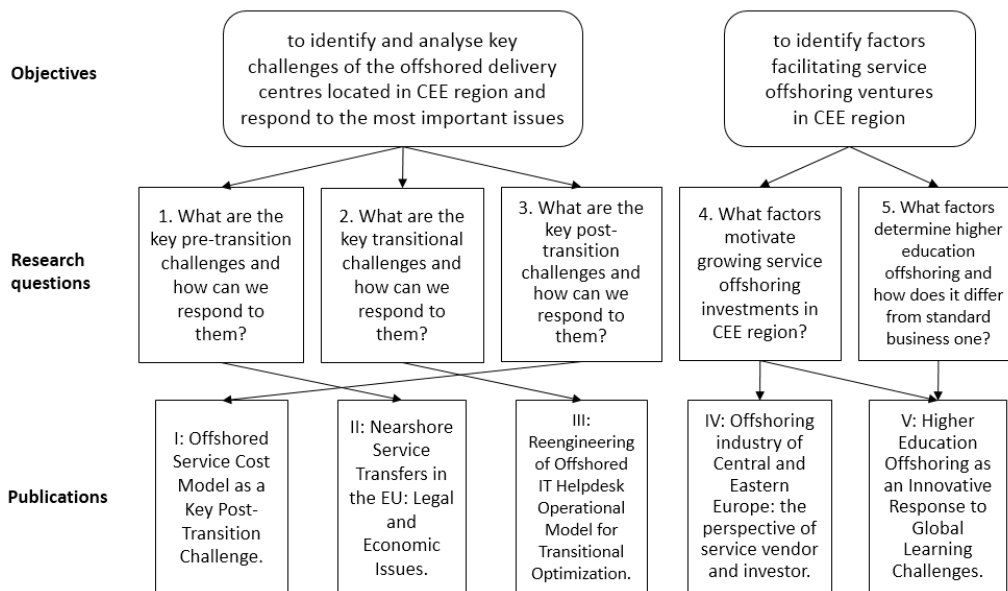 Objectives
to identify and analyse key
challenges of the offshored delivery
centres located in CEE region and
respond to the most important issues
to identify factors
facilitating service
offshoring ventures
in CEE region
Research
questions
1. What are the
key pre-transition
challenges and
how can we
respond to
them?
2. What are the
key transitional
challenges and
how can we
respond to
them?
3. What are the
key post-
transition
challenges and
how can we
respond to
them?
4. What factors
motivate
growing service
offshoring
investments in
CEE region?
5. What factors
determine higher
education
offshoring and
how does it differ
from standard
business one?
Publications
I: Offshored
Service Cost
Model as a
Key Post-
Transition
Challenge.
II: Nearshore
Service
Transfers in
the EU: Legal
and
Economic
Issues.
III:
Reengineering
of Offshored
IT Helpdesk
Operational
Model for
Transitional
Optimization.
IV: Offshoring
industry of
Central and
Eastern
Europe: the
perspective of
service vendor
and investor.
V: Higher
Education
Offshoring as
an Innovative
Response to
Global
Learning
Challenges.